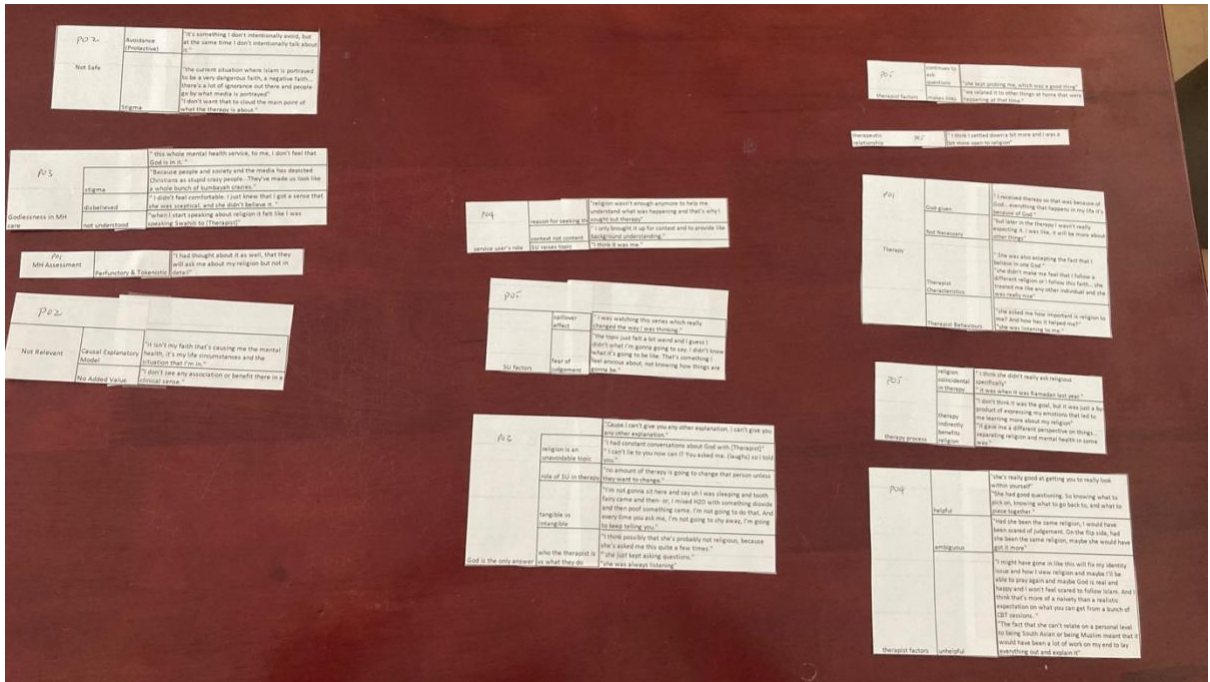 P02
Avoidance
(Protective)
"It's something I don't intentionally avoid, but
at the same time I don't intentionally talk about
it."
Not Safe
"the current situation where Islam is portrayed
to be a very dangerous faith, a negative faith...
there's a lot of ignorance out there and people
go by what media is portrayed"
"I don't want that to cloud the main point of
what the therapy is about."
Stigma
P03
" this whole mental health service, to me, I don't feel that
God is in it. "
"Because people and society and the media has depicted
Christians as stupid crazy people...They've made us look like
a whole bunch of kumbayah crazies."
stigma
"I didn't feel comfortable. I just knew that I got a sense that
she was sceptical, and she didn't believe it. "
disbelieved
"when I start speaking about religion it felt like I was
speaking Swahili to [Therapist]"
Godlessness in MH
care
not understood
P01
MH Assessment
Perfunctory & Tokenistic
"I had thought about it as well, that they
will ask me about my religion but not in
detail"
P02
Not Relevant
Causal Explanatory
Model
"It isn't my faith that's causing me the mental
health, it's my life circumstances and the
situation that I'm in."
No Added Value
"I don't see any association or benefit there in a
clinical sense."
P04
reason for seeking
"religion wasn't enough anymore to help me
understand what was happening and that's why I
sought out therapy"
context not content
" I only brought it up for context and to provide like
background understanding."
service user's role
SU raises topic
"I think it was me "
P05
spillover
effect
" I was watching this series which really
changed the way I was thinking."
SU factors
fear of
judgement
"the topic just felt a bit weird and I guess I
didn't what I'm gonna going to say. I didn't know
what it's going to be like. That's something I
feel anxious about, not knowing how things are
gonna be."
religion is an
unavoidable topic
"Cause I can't give you any other explanation. I can't give you
any other explanation."
"I had constant conversations about God with [Therapist]"
" I can't lie to you now can I? You asked me. (laughs) so I told
you."
role of SU in therapy
"no amount of therapy is going to change that person unless
they want to change."
tangible vs
intangible
"I'm not gonna sit here and say uh I was sleeping and tooth
fairy came and then- or, I mixed H2O with something dioxide
and then poof something came. I'm not going to do that. And
every time you ask me, I'm not going to shy away, I'm going
to keep telling you."
God is the only answer
who the therapist is
vs what they do
"I think possibly that she's probably not religious, because
she's asked me this quite a few times."
" she just kept asking questions."
"she was always listening"
P05
therapist factors
continues to
ask
questions
"she kept probing me, which was a good thing"
makes links
"we related it to other things at home that were
happening at that time."
therapeutic
relationship
P05
"I think I settled down a bit more and I was a
bit more open to religion"
P01
God given
"I received therapy so that was because of
God...everything that happens in my life it's
because of God"
Not Necessary
"but later in the therapy I wasn't really
expecting it, I was like, it will be more about
other things"
Therapy
Therapist
Characteristics
" She was also accepting the fact that I
believe in one God"
"she didn't make me feel that I follow a
different religion or I follow this faith... she
treated me like any other individual and she
was really nice"
Therapist Behaviours
"she asked me how important is religion to
me? And how has it helped me?"
"she was listening to me"
P05
religion
coincidental
in therapy
"I think she didn't really ask religious
specifically"
" It was when it was Ramadan last year "
therapy process
therapy
indirectly
benefits
religion
"I don't think it was the goal, but it was just a by
product of expressing my emotions that led to
me learning more about my religion"
"It gave me a different perspective on things...
separating religion and mental health in some
way."
P04
helpful
"she's really good at getting you to really look
within yourself"
"She had good questioning. So knowing what to
pick on, knowing what to go back to, and what to
piece together."
ambiguous
"Had she been the same religion, I would have
been scared of judgement. On the flip side, had
she been the same religion, maybe she would have
got it more"
therapist factors
unhelpful
"I might have gone in like this will fix my identity
issue and how I view religion and maybe I'll be
able to pray again and maybe God is real and
happy and I won't feel scared to follow Islam. And I
think that's more of a naivety than a realistic
expectation on what you can get from a bunch of
CBT sessions. "
"The fact that she can't relate on a personal level
to being South Asian or being Muslim meant that it
would have been a lot of work on my end to lay
everything out and explain it"